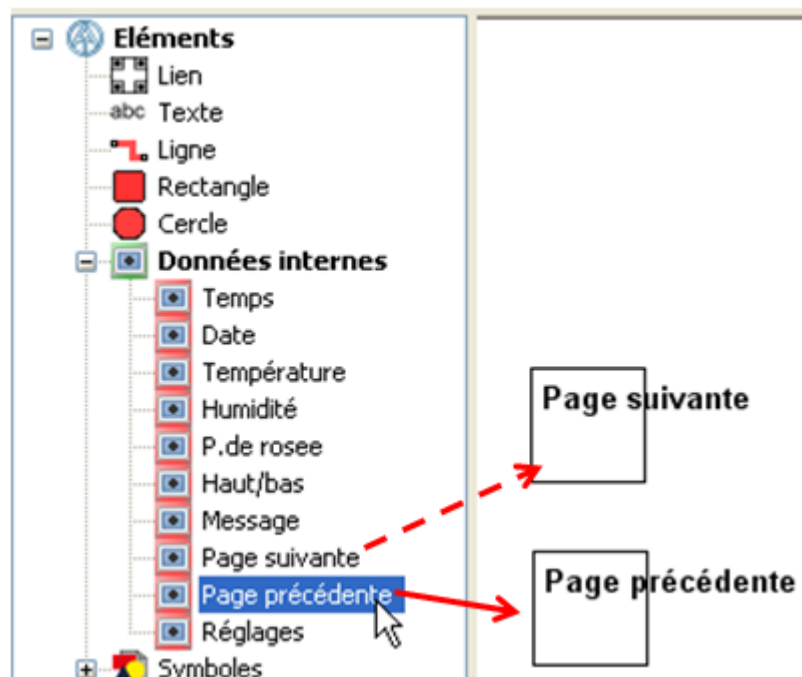 Eléments
Lien
abc Texte
Ligne
Rectangle
Cercle
Données internes
Temps
Date
Température
Humidité
P.de rosee
Haut/bas
Message
Page suivante
Page précédente
Réglages
Symboles
Page suivante
Page précédente